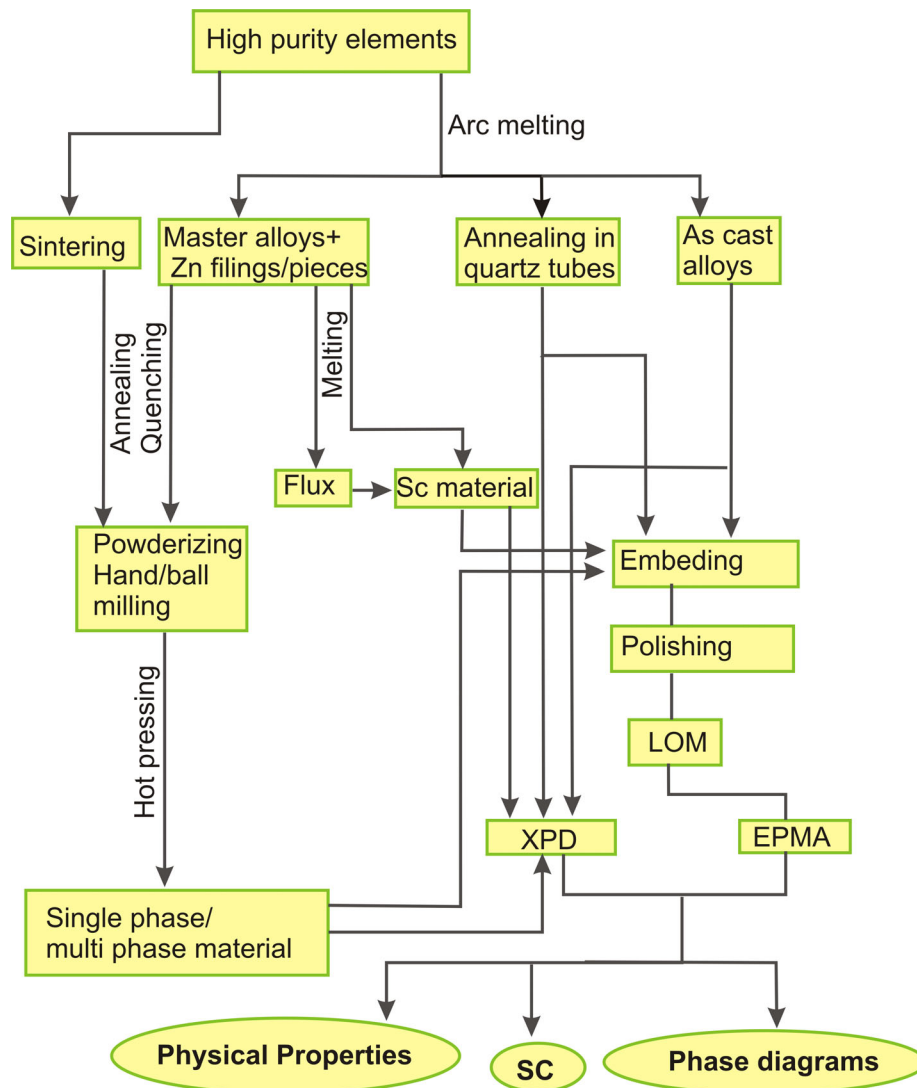 High purity elements
Arc melting
Sintering
Master alloys+
Zn filings/pieces
Annealing in
quartz tubes
As cast
alloys
Annealing
Quenching
Melting
Flux
Sc material
Powderizing
Hand/ball
milling
Embeding
Polishing
Hot pressing
LOM
XPD
EPMA
Single phase/
multi phase material
Physical Properties
SC
Phase diagrams